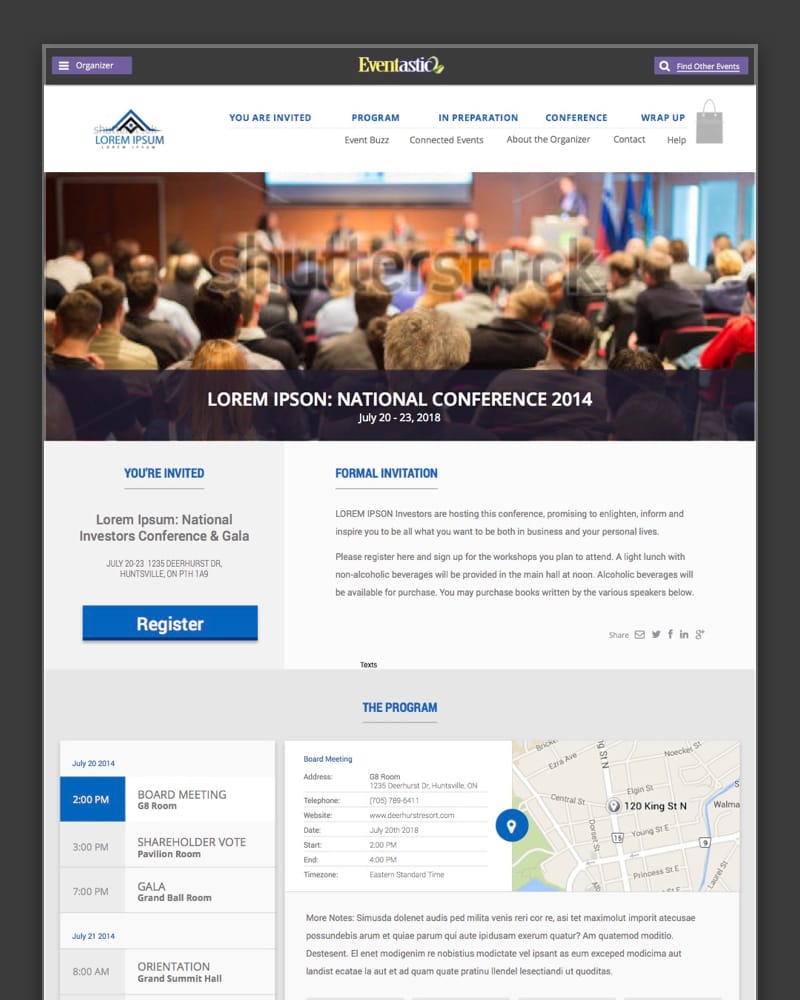 Organizer
Eventastic
Find Other Events
shutterstock
LOREM IPSUM
LOREM IPSUM
YOU ARE INVITED PROGRAM IN PREPARATION CONFERENCE WRAP UP
Event Buzz Connected Events About the Organizer Contact Help
shutterstock
LOREM IPSON: NATIONAL CONFERENCE 2014
July 20 - 23, 2018
YOU'RE INVITED
Lorem Ipsum: National
Investors Conference & Gala
JULY 20-23 1235 DEERHURST DR,
HUNTSVILLE, ON P1H 1A9
Register
FORMAL INVITATION
LOREM IPSON Investors are hosting this conference, promising to enlighten, inform and
inspire you to be all what you want to be both in business and your personal lives.
Please register here and sign up for the workshops you plan to attend. A light lunch with
non-alcoholic beverages will be provided in the main hall at noon. Alcoholic beverages will
be available for purchase. You may purchase books written by the various speakers below.
Share
Texts
THE PROGRAM
July 20 2014
2:00 PM BOARD MEETING
G8 Room
3:00 PM SHAREHOLDER VOTE
Pavilion Room
7:00 PM GALA
Grand Ball Room
July 21 2014
8:00 AM ORIENTATION
Grand Summit Hall
Board Meeting
Address: G8 Room
1235 Deerhurst Dr, Huntsville, ON
Telephone: (705) 789-6411
Website: www.deerhurstresort.com
Date: July 20th 2018
Start: 2:00 PM
End: 4:00 PM
Timezone: Eastern Standard Time
Ezra Ave
Noecker St
Elgin St
Central St
120 King St N
Walma
Young St E
Dorset St
15
9
Princess St E
Laurel St
More Notes: Simusda dolenet audis ped milita venis reri cor re, asi tet maximolut imporit atecusae
possundebis arum et quiae parum qui aute ipidusam exerum quatur? Am quatemod moditio.
Destesent. El enet modigenim re nobistius modictate vel ipsant as eum exceped modicima aut
landist ecatae la aut et ad quam quate pratinu llendel lesectiandi ut quoditas.